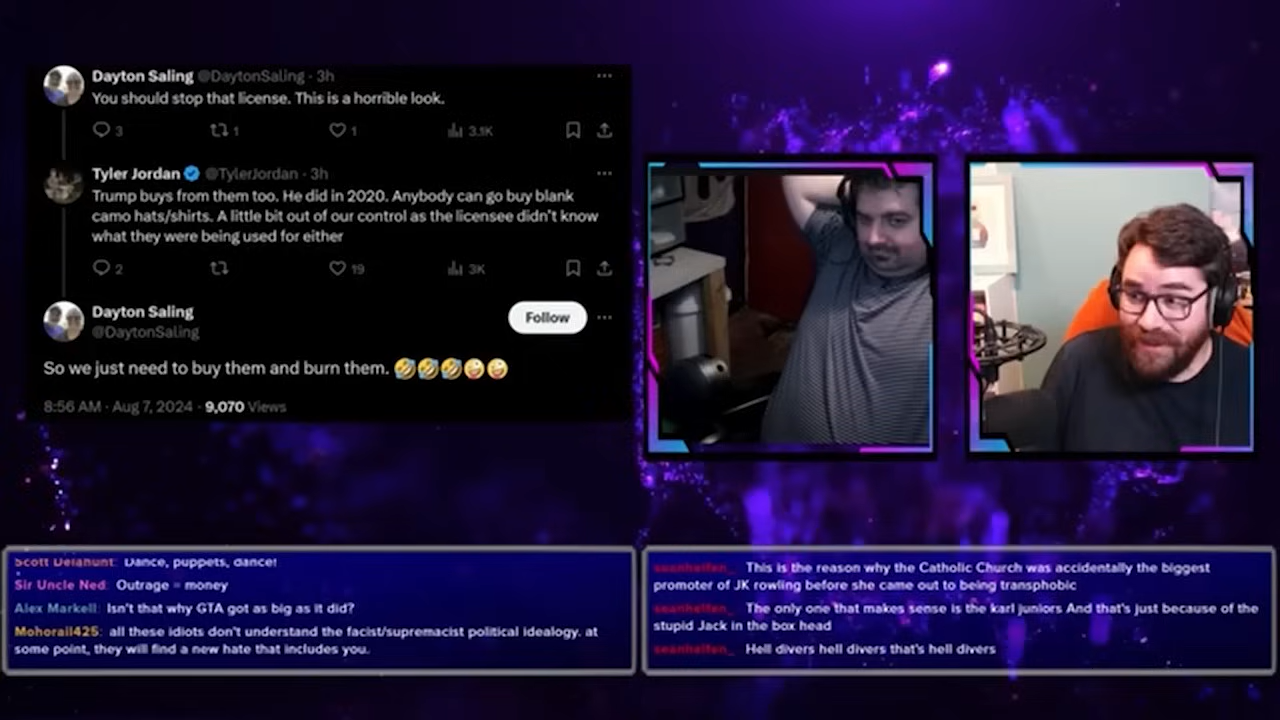 Dayton Saling @DaytonSaling · 3h
You should stop that license. This is a horrible look.
3 1 1 3.1K
Tyler Jordan @TylerJordan · 3h
Trump buys from them too. He did in 2020. Anybody can go buy blank
camo hats/shirts. A little bit out of our control as the licensee didn't know
what they were being used for either
2 19 3K
Dayton Saling
@DaytonSaling
Follow
So we just need to buy them and burn them. 🤣🤣🤣🤪🤪
8:56 AM · Aug 7, 2024 · 9,070 Views
Scott Delahunt: Dance, puppets, dance!
Sir Uncle Ned: Outrage = money
Alex Markell: Isn't that why GTA got as big as it did?
Mohorail425: all these idiots don't understand the facist/supremacist political idealogy. at
some point, they will find a new hate that includes you.
seanheffen_ This is the reason why the Catholic Church was accidentally the biggest
promoter of JK rowling before she came out to being transphobic
seanheffen_ The only one that makes sense is the karl juniors And that's just because of the
stupid Jack in the box head
seanheffen_ Hell divers hell divers that's hell divers